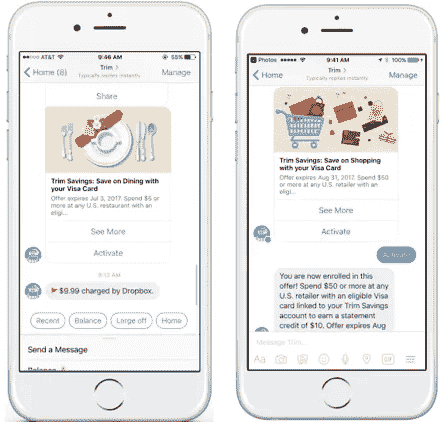 AT&T 9:46 AM 55%
Home (8) Trim Manage
Typically replies instantly
Share
Trim Savings: Save on Dining with
your Visa Card
Offer expires Jul 3, 2017. Spend $5
or more at any U.S. restaurant with an
eligi...
See More
Activate
9:13 AM
$9.99 charged by Dropbox.
Recent Balance Large off Home
Send a Message
Photos 9:41 AM 100%
Home Trim Manage
Typically replies instantly
Trim Savings: Save on Shopping
with your Visa Card
Offer expires Aug 31, 2017. Spend $50
or more at any U.S. retailer with an
eligi...
See More
Activate
Activate
You are now enrolled in this
offer! Spend $50 or more at any
U.S. retailer with an eligible Visa
card linked to your Trim Savings
account to earn a statement
credit of $10. Offer expires Aug
Message Trim...
Aa GIF